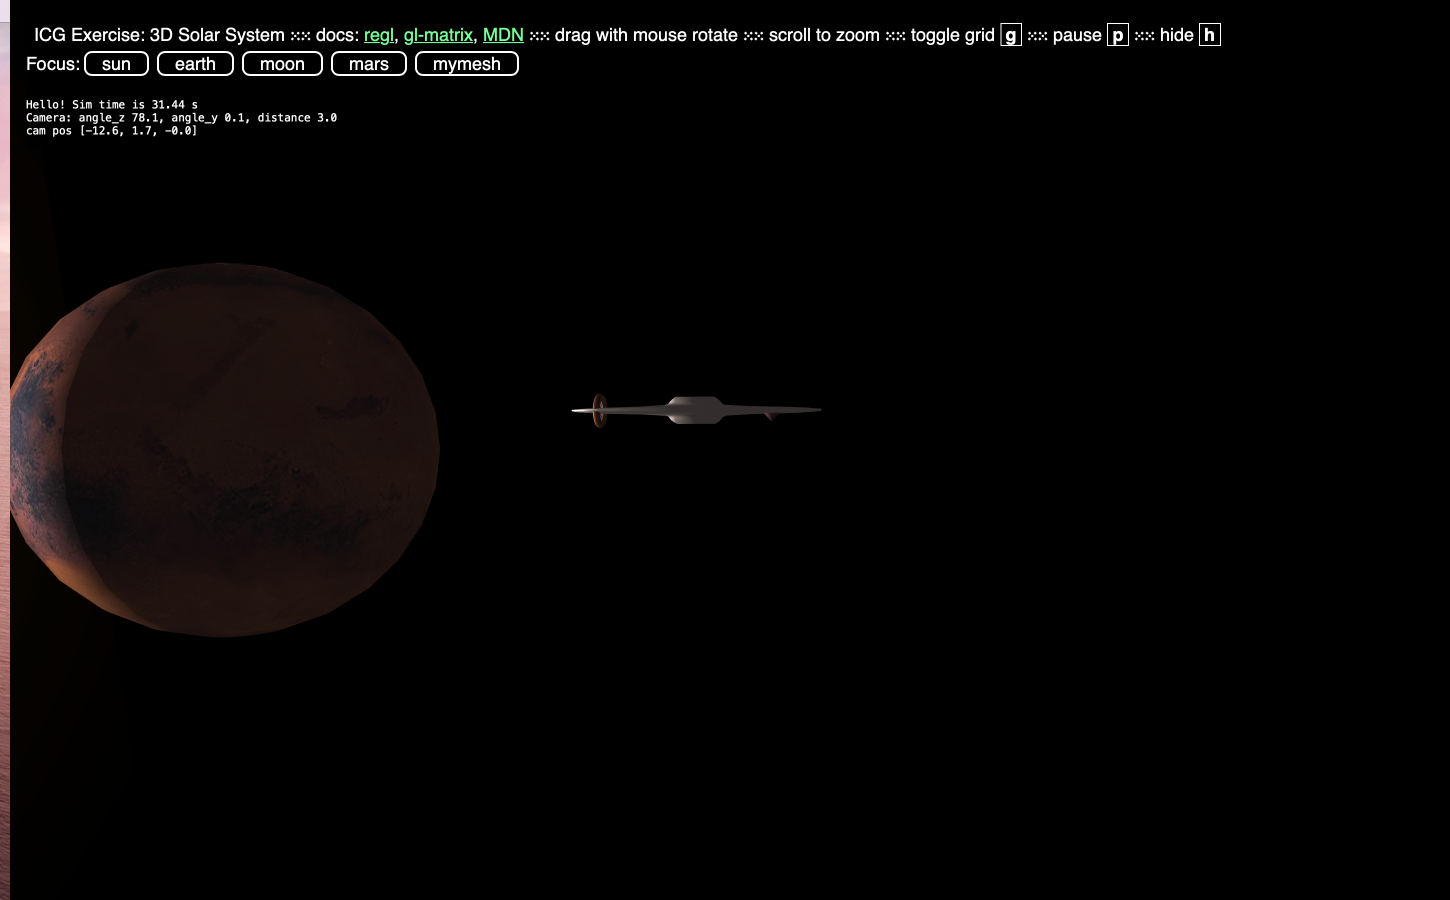 ICG Exercise: 3D Solar System ::::: docs: regl, gl-matrix, MDN ::::: drag with mouse rotate ::::: scroll to zoom ::::: toggle grid g ::::: pause p ::::: hide h
Focus: sun earth moon mars mymesh
Hello! Sim time is 31.44 s
Camera: angle_z 78.1, angle_y 0.1, distance 3.0
cam pos [-12.6, 1.7, -0.0]